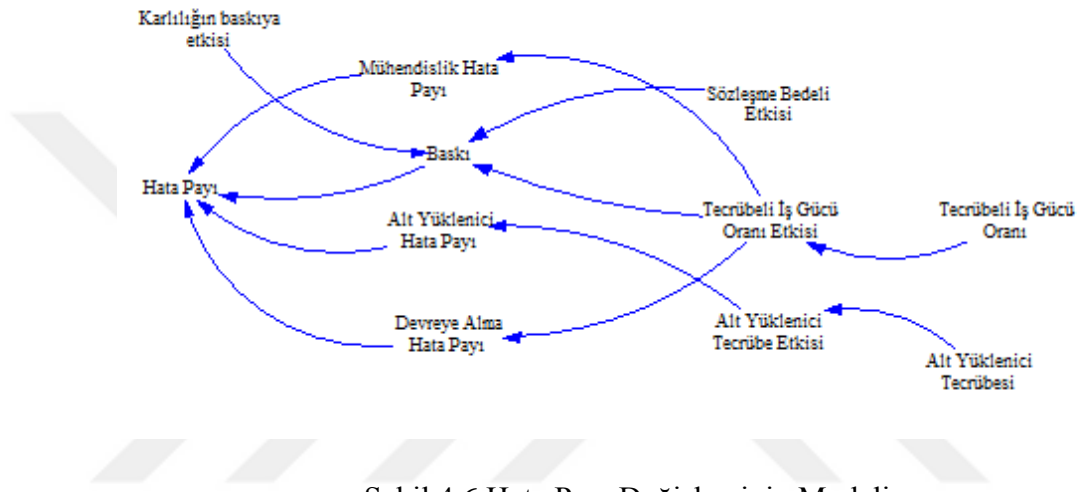 Karlılığın baskıya
etkisi
Mühendislik Hata
Payı
Sözleşme Bedeli
Etkisi
Baskı
Hata Payı
Alt Yüklenici
Hata Payı
Tecrübeli İş Gücü
Oranı Etkisi
Tecrübeli İş Gücü
Oranı
Devreye Alma
Hata Payı
Alt Yüklenici
Tecrübe Etkisi
Alt Yüklenici
Tecrübesi